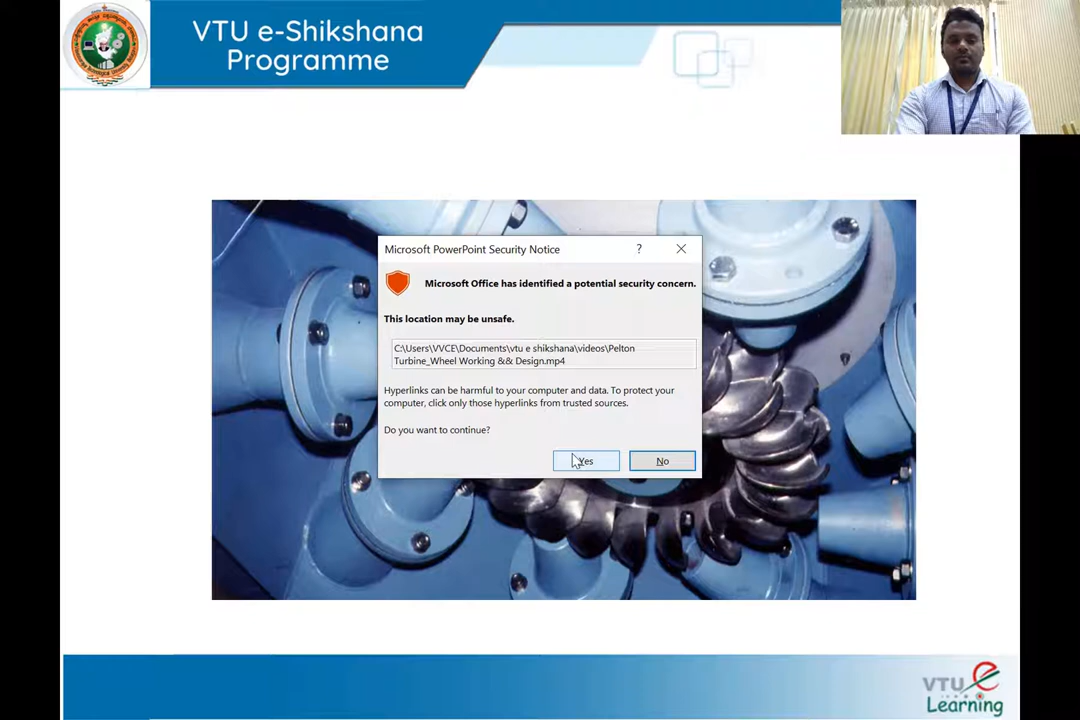 VTU e-Shikshana
Programme
Microsoft PowerPoint Security Notice
?
Microsoft Office has identified a potential security concern.
This location may be unsafe.
C:\Users\VVCE\Documents\vtu e shikshana\videos\Pelton
Turbine_Wheel Working && Design.mp4
Hyperlinks can be harmful to your computer and data. To protect your
computer, click only those hyperlinks from trusted sources.
Do you want to continue?
Yes
No
VTU e
Learning